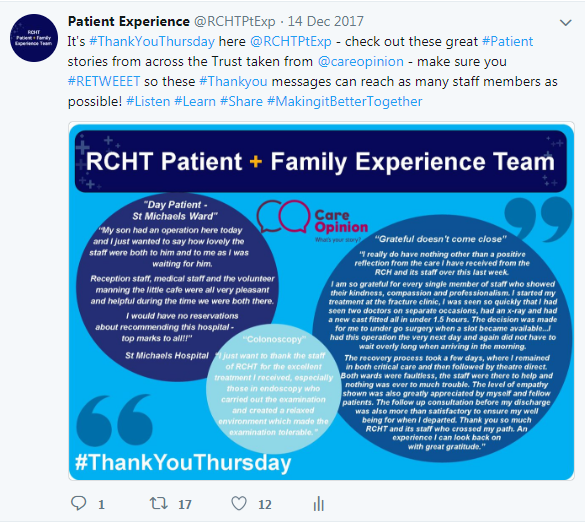 Patient Experience @RCHTPtExp · 14 Dec 2017
RCHT
Patient + Family
Experience Team
It's #ThankYouThursday here @RCHTPtExp - check out these great #Patient
stories from across the Trust taken from @careopinion - make sure you
#RETWEEET so these #Thankyou messages can reach as many staff members as
possible! #Listen #Learn #Share #MakingitBetterTogether
RCHT Patient + Family Experience Team
"Day Patient -
St Michaels Ward"
"My son had an operation here today
and I just wanted to say how lovely the
staff were both to him and to me as I was
waiting for him.
Reception staff, medical staff and the volunteer
manning the little cafe were all very pleasant
and helpful during the time we were both there.
I would have no reservations
about recommending this hospital -
top marks to all!!"
St Michaels Hospital
Care
Opinion
What's your story?
"Colonoscopy"
"I just want to thank the staff
of RCHT for the excellent
treatment I received, especially
those in endoscopy who
carried out the examination
and created a relaxed
environment which made the
examination tolerable."
"Grateful doesn't come close"
"I really do have nothing other than a positive
reflection from the care I have received from the
RCH and its staff over this last week.
I am so grateful for every single member of staff who showed
their kindness, compassion and professionalism. I started my
treatment at the fracture clinic, I was seen so quickly that I had
seen two doctors on separate occasions, had an x-ray and had
a new cast fitted all in under 1.5 hours. The decision was made
for me to under go surgery when a slot became available...I
had this operation the very next day and again did not have to
wait overly long when arriving in the morning.
The recovery process took a few days, where I remained
in both critical care and then followed by theatre direct.
Both wards were faultless, the staff were there to help and
nothing was ever to much trouble. The level of empathy
shown was also greatly appreciated by myself and fellow
patients. The follow up consultation before my discharge
was also more than satisfactory to ensure my well
being for when I departed. Thank you so much
RCHT and its staff who crossed my path. An
experience I can look back on
with great gratitude."
#ThankYouThursday
1 17 12